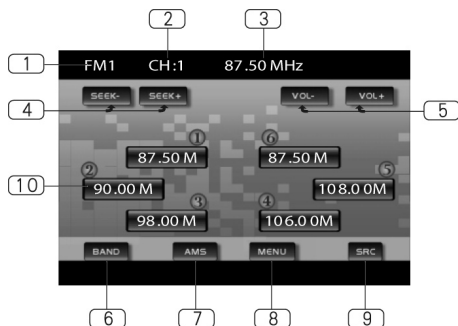 2 3
1 FM1 CH:1 87.50 MHz
SEEK- SEEK+ VOL- VOL+
4 5
① ⑥
87.50 M 87.50 M
② ⑤
10 90.00 M 108.0 0M
③ ④
98.00 M 106.0 0M
BAND AMS MENU SRC
6 7 8 9